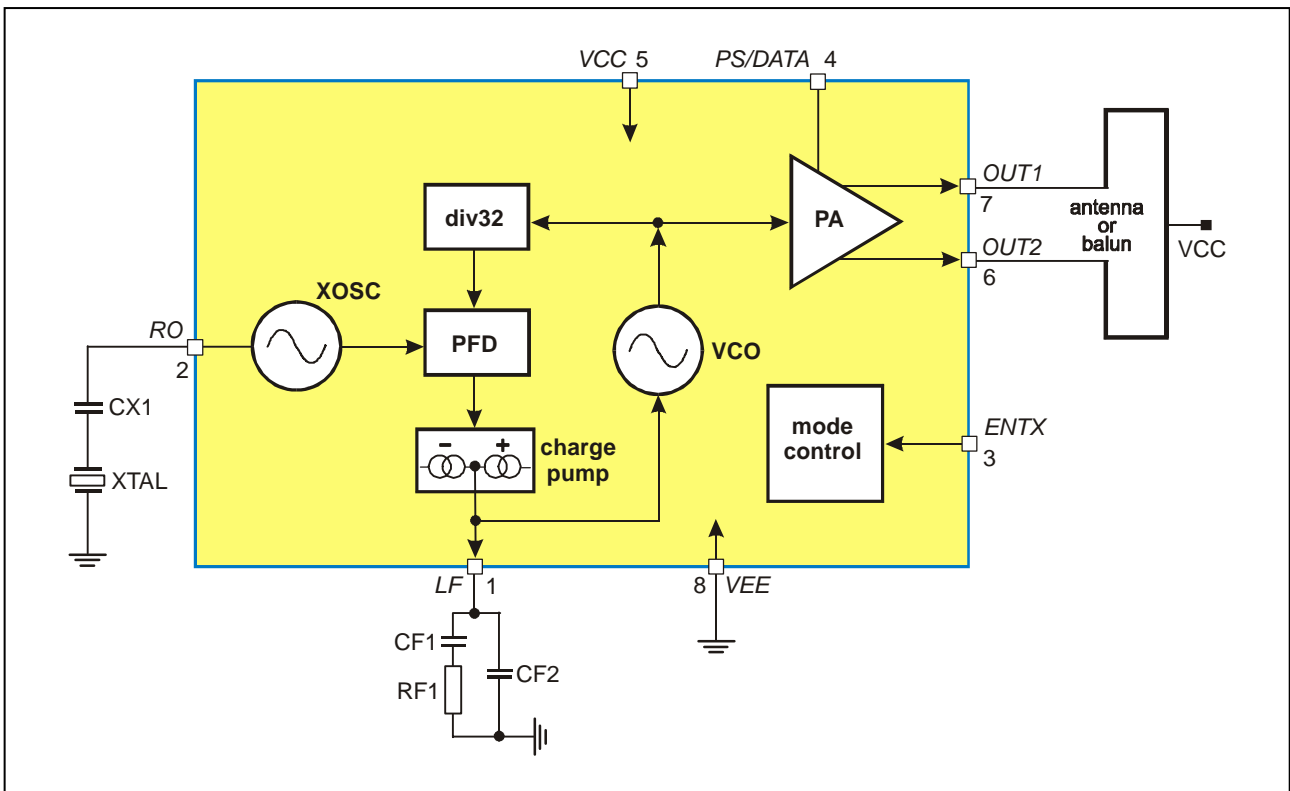 VCC 5
PS/DATA 4
OUT1
7
antenna
or
balun
VCC
OUT2
6
div32
PA
XOSC
RO
2
PFD
VCO
CX1
XTAL
- +
charge
pump
mode
control
ENTX
3
LF 1
8 VEE
CF1
CF2
RF1